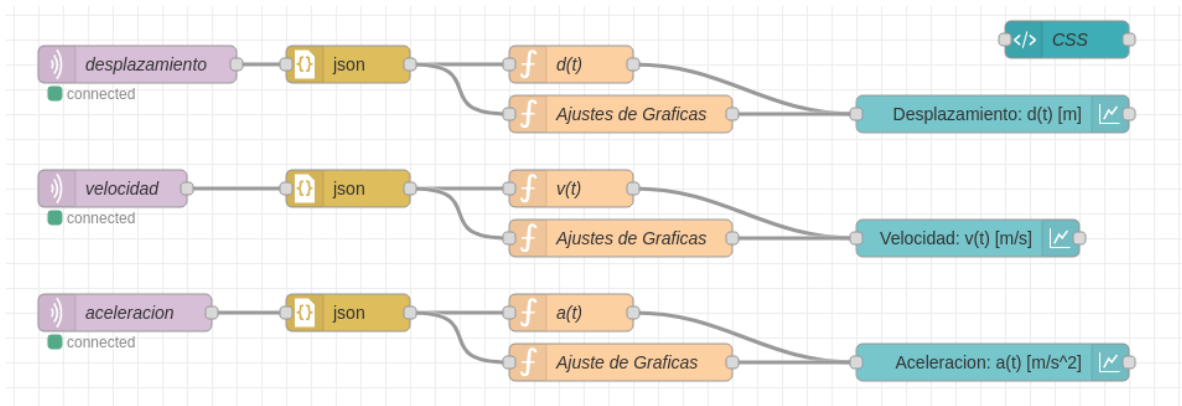 CSS
desplazamiento
{} json
f d(t)
connected
f Ajustes de Graficas
Desplazamiento: d(t) [m]
velocidad
{} json
f v(t)
connected
f Ajustes de Graficas
Velocidad: v(t) [m/s]
aceleracion
{} json
f a(t)
connected
f Ajuste de Graficas
Aceleracion: a(t) [m/s^2]